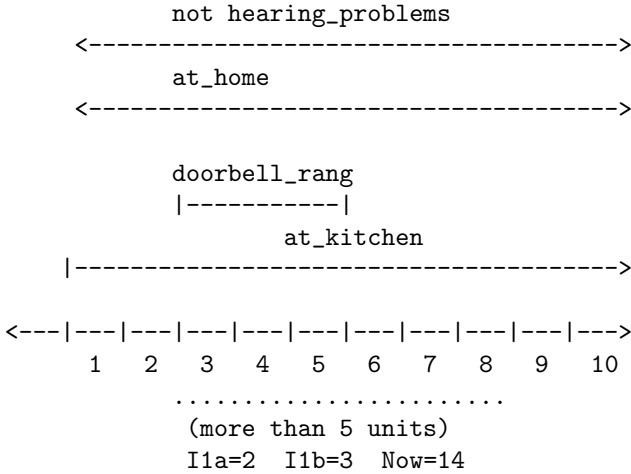 not hearing_problems
<-------------------------------------->
at_home
<-------------------------------------->
doorbell_rang
|-----------|
at_kitchen
|--------------------------------------->
<---|---|---|---|---|---|---|---|---|---|--->
1 2 3 4 5 6 7 8 9 10
........................
(more than 5 units)
I1a=2 I1b=3 Now=14